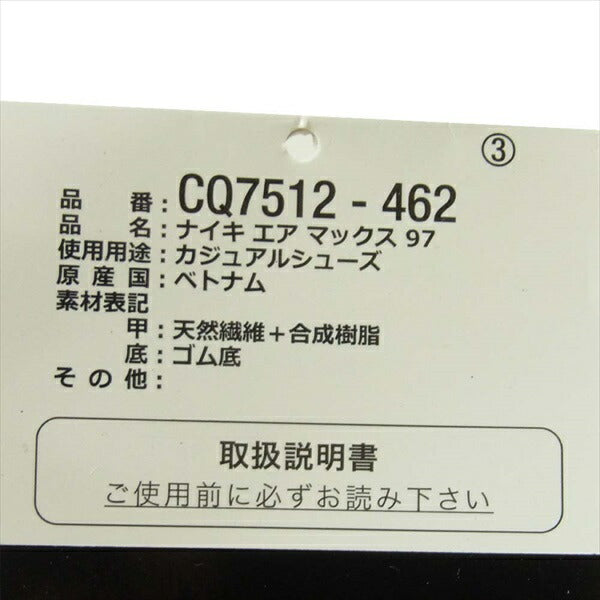 ③
品番：CQ7512 - 462
品名：ナイキ エア マックス 97
使用用途：カジュアルシューズ
原産国：ベトナム
素材表記
甲：天然繊維＋合成樹脂
底：ゴム底
その他：
取扱説明書
ご使用前に必ずお読み下さい